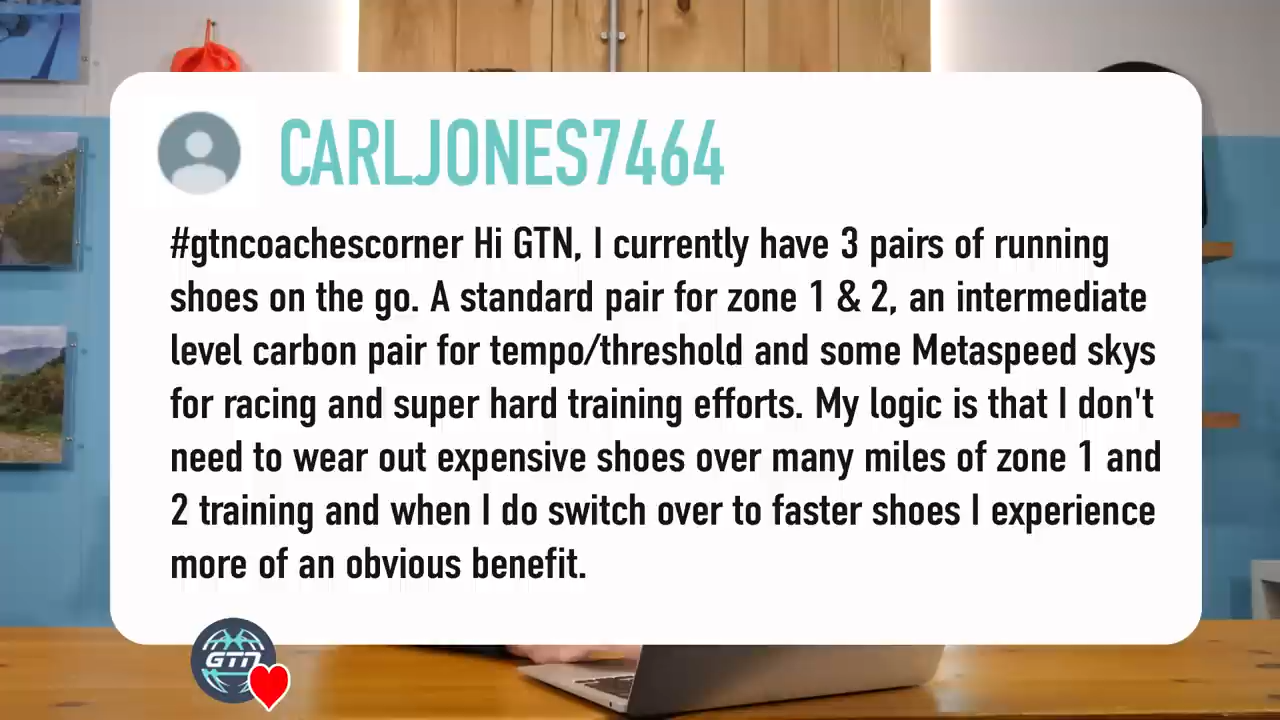 CARLJONES7464
#gtncoachescorner Hi GTN, I currently have 3 pairs of running
shoes on the go. A standard pair for zone 1 & 2, an intermediate
level carbon pair for tempo/threshold and some Metaspeed skys
for racing and super hard training efforts. My logic is that I don't
need to wear out expensive shoes over many miles of zone 1 and
2 training and when I do switch over to faster shoes I experience
more of an obvious benefit.
GTN